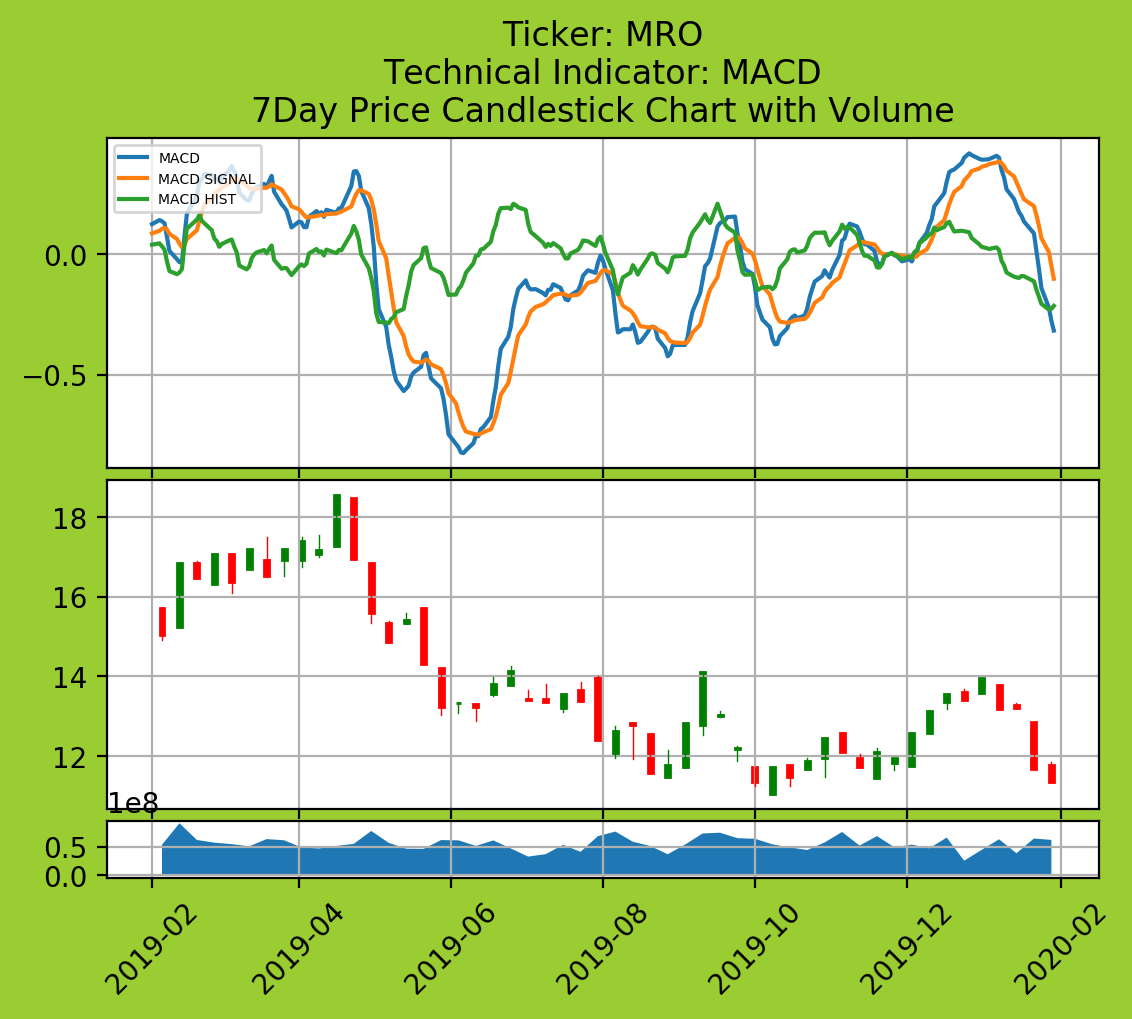 Ticker: MRO
Technical Indicator: MACD
7Day Price Candlestick Chart with Volume
MACD
MACD SIGNAL
MACD HIST
0.0
−0.5
18
16
14
12
1e8
0.5
0.0
2019-02
2019-04
2019-06
2019-08
2019-10
2019-12
2020-02